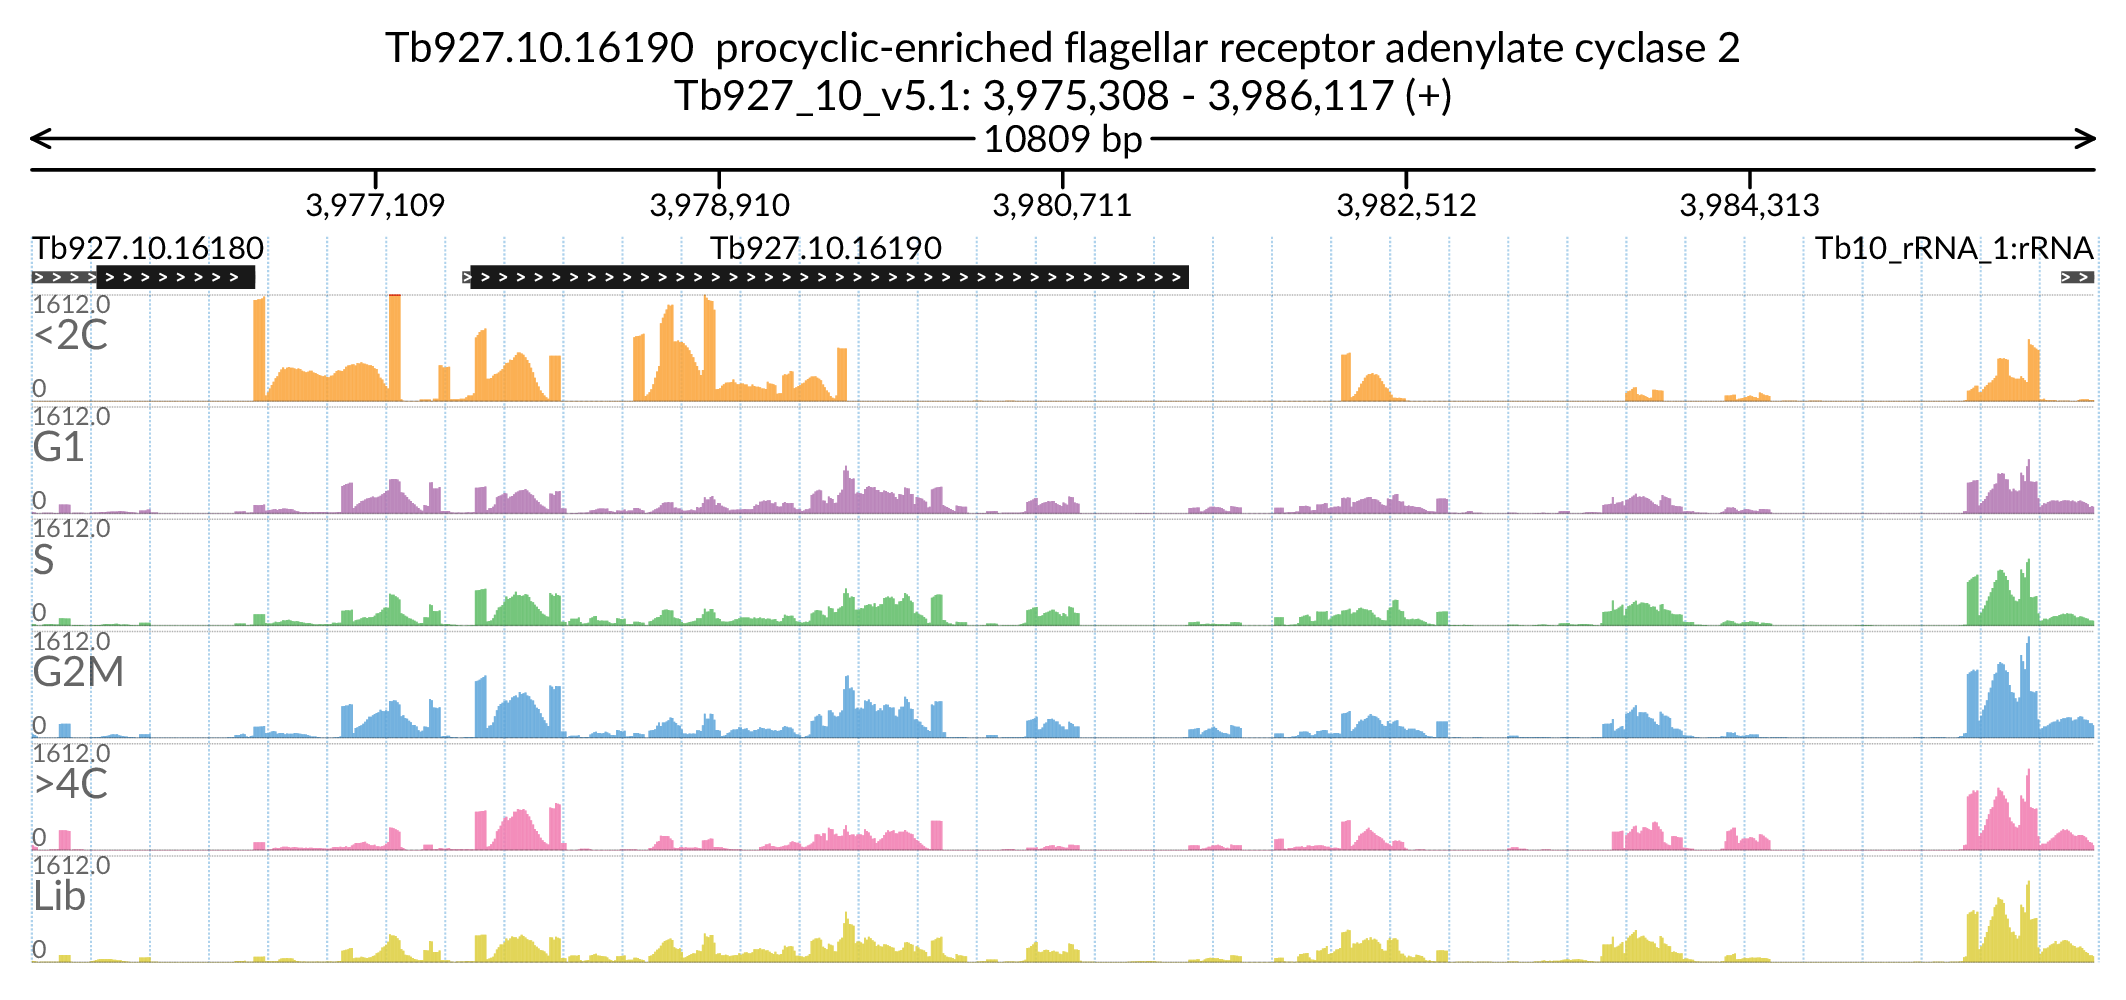 Tb927.10.16190 procyclic-enriched flagellar receptor adenylate cyclase 2
Tb927_10_v5.1: 3,975,308 - 3,986,117 (+)
10809 bp
3,977,109 3,978,910 3,980,711 3,982,512 3,984,313
Tb927.10.16180 Tb927.10.16190 Tb10_rRNA_1:rRNA
1612.0
<2C
0
1612.0
G1
0
1612.0
S
0
1612.0
G2M
0
1612.0
>4C
0
1612.0
Lib
0